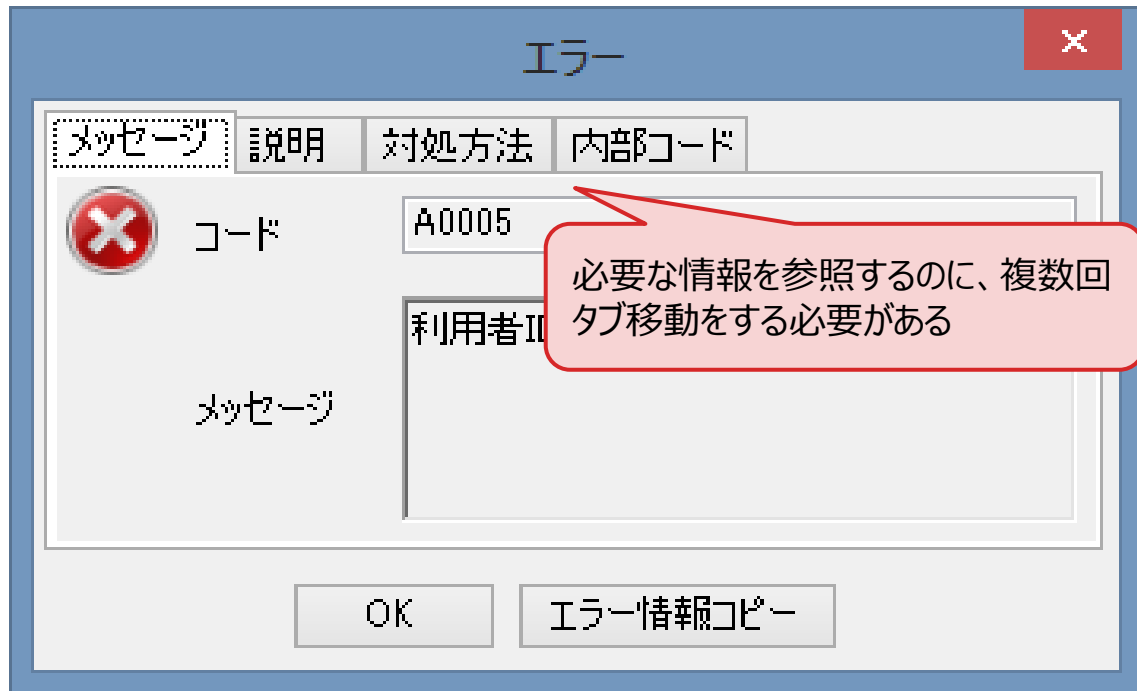 エラー
メッセージ 説明 対処方法 内部コード
コード A0005
必要な情報を参照するのに、複数回
タブ移動をする必要がある
利用者I
メッセージ
OK エラー情報コピー